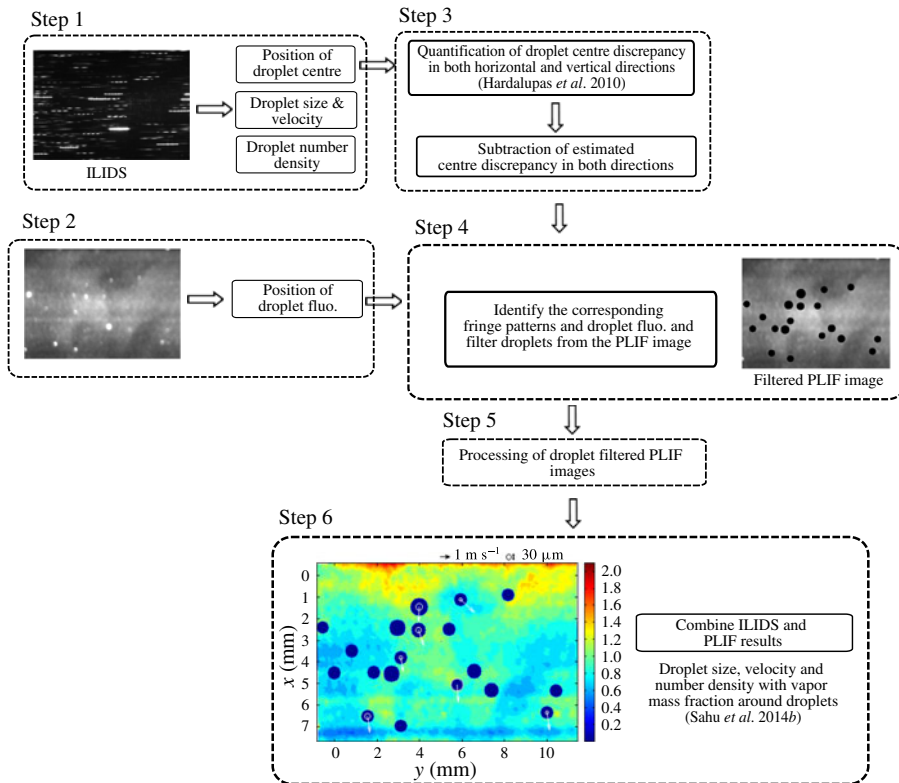 Step 1
Position of
droplet centre
Droplet size &
velocity
Droplet number
density
ILIDS
Step 3
Quantification of droplet centre discrepancy
in both horizontal and vertical directions
(Hardalupas et al. 2010)
Subtraction of estimated
centre discrepancy in both directions
Step 2
Position of
droplet fluo.
Step 4
Identify the corresponding
fringe patterns and droplet fluo. and
filter droplets from the PLIF image
Filtered PLIF image
Step 5
Processing of droplet filtered PLIF
images
Step 6
1 m s⁻¹ 30 μm
0
1
2
3
4
5
6
7
x (mm)
0 2 4 6 8 10
y (mm)
2.0
1.8
1.6
1.4
1.2
1.0
0.8
0.6
0.4
0.2
Combine ILIDS and
PLIF results
Droplet size, velocity and
number density with vapor
mass fraction around droplets
(Sahu et al. 2014b)